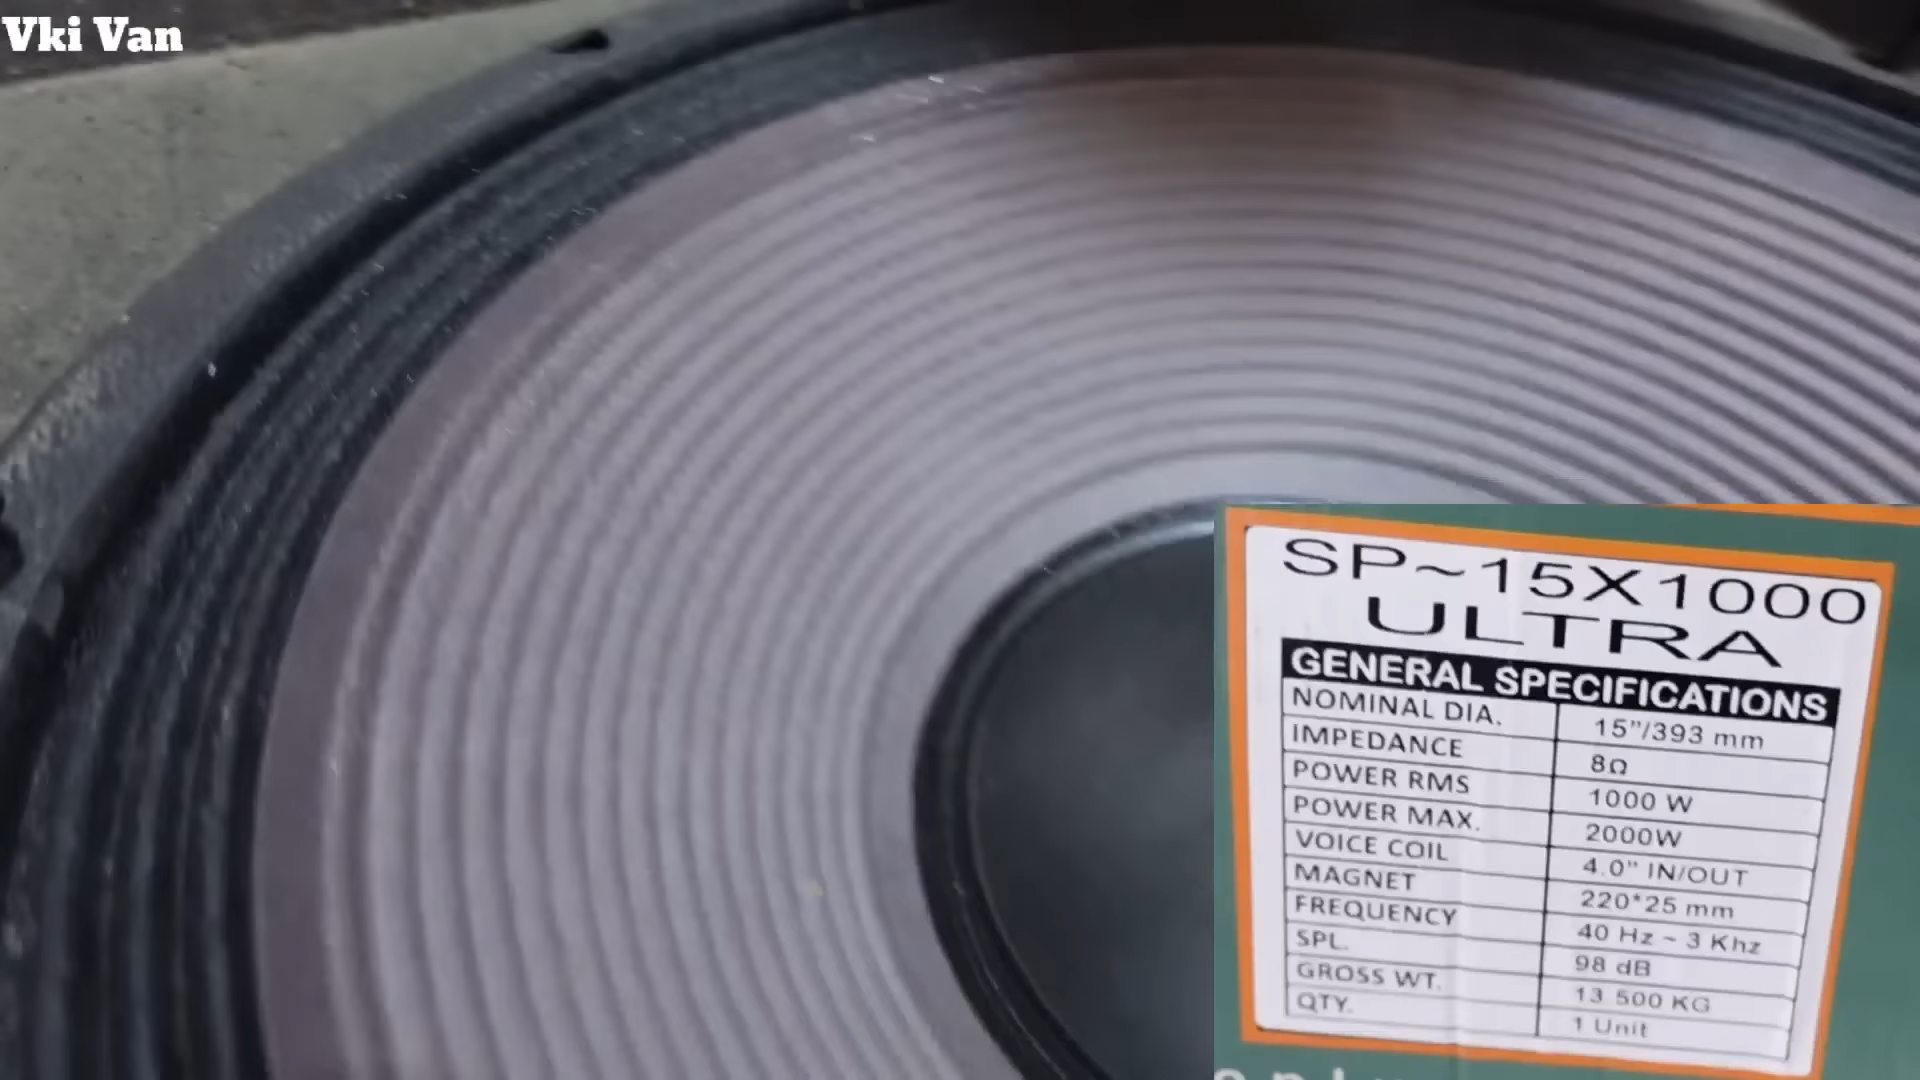 Vki Van
SP~15X1000
ULTRA
GENERAL SPECIFICATIONS
NOMINAL DIA. 15”/393 mm
IMPEDANCE 8Ω
POWER RMS 1000 W
POWER MAX. 2000W
VOICE COIL 4.0” IN/OUT
MAGNET 220*25 mm
FREQUENCY 40 Hz ~ 3 Khz
SPL. 98 dB
GROSS WT. 13 500 KG
QTY. 1 Unit